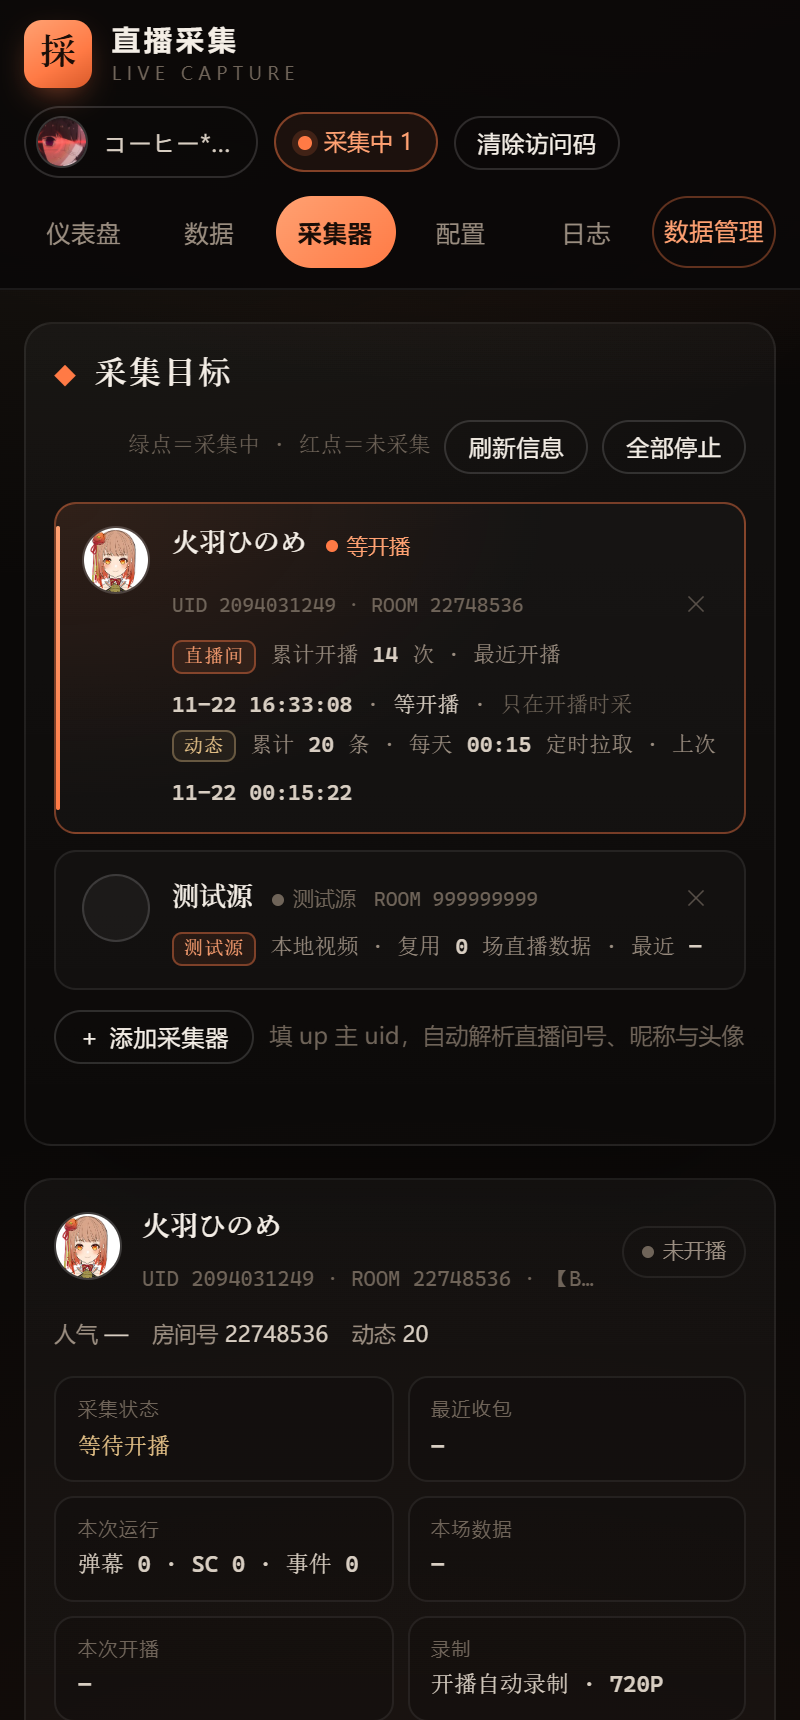 採
直播采集
LIVE CAPTURE
コーヒー*...
采集中 1
清除访问码
仪表盘
数据
采集器
配置
日志
数据管理
采集目标
绿点＝采集中 · 红点＝未采集
刷新信息
全部停止
火羽ひのめ
等开播
UID 2094031249 · ROOM 22748536
×
直播间 累计开播 14 次 · 最近开播
11-22 16:33:08 · 等开播 · 只在开播时采
动态 累计 20 条 · 每天 00:15 定时拉取 · 上次
11-22 00:15:22
测试源
测试源 ROOM 999999999
×
测试源 本地视频 · 复用 0 场直播数据 · 最近 -
+ 添加采集器
填 up 主 uid，自动解析直播间号、昵称与头像
火羽ひのめ
UID 2094031249 · ROOM 22748536 · 【B…
未开播
人气 — 房间号 22748536 动态 20
采集状态
等待开播
最近收包
-
本次运行
弹幕 0 · SC 0 · 事件 0
本场数据
-
本次开播
-
录制
开播自动录制 · 720P